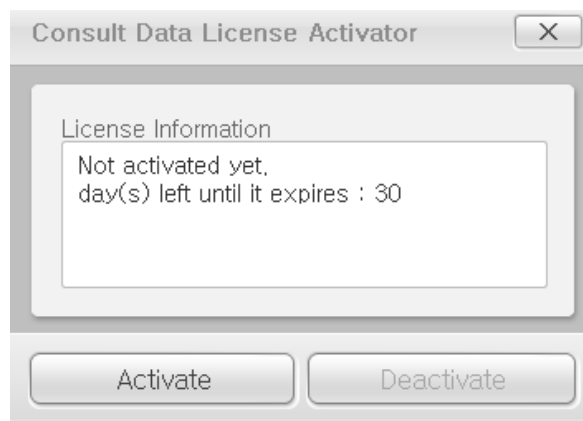 Consult Data License Activator
License Information
Not activated yet,
day(s) left until it expires : 30
Activate
Deactivate